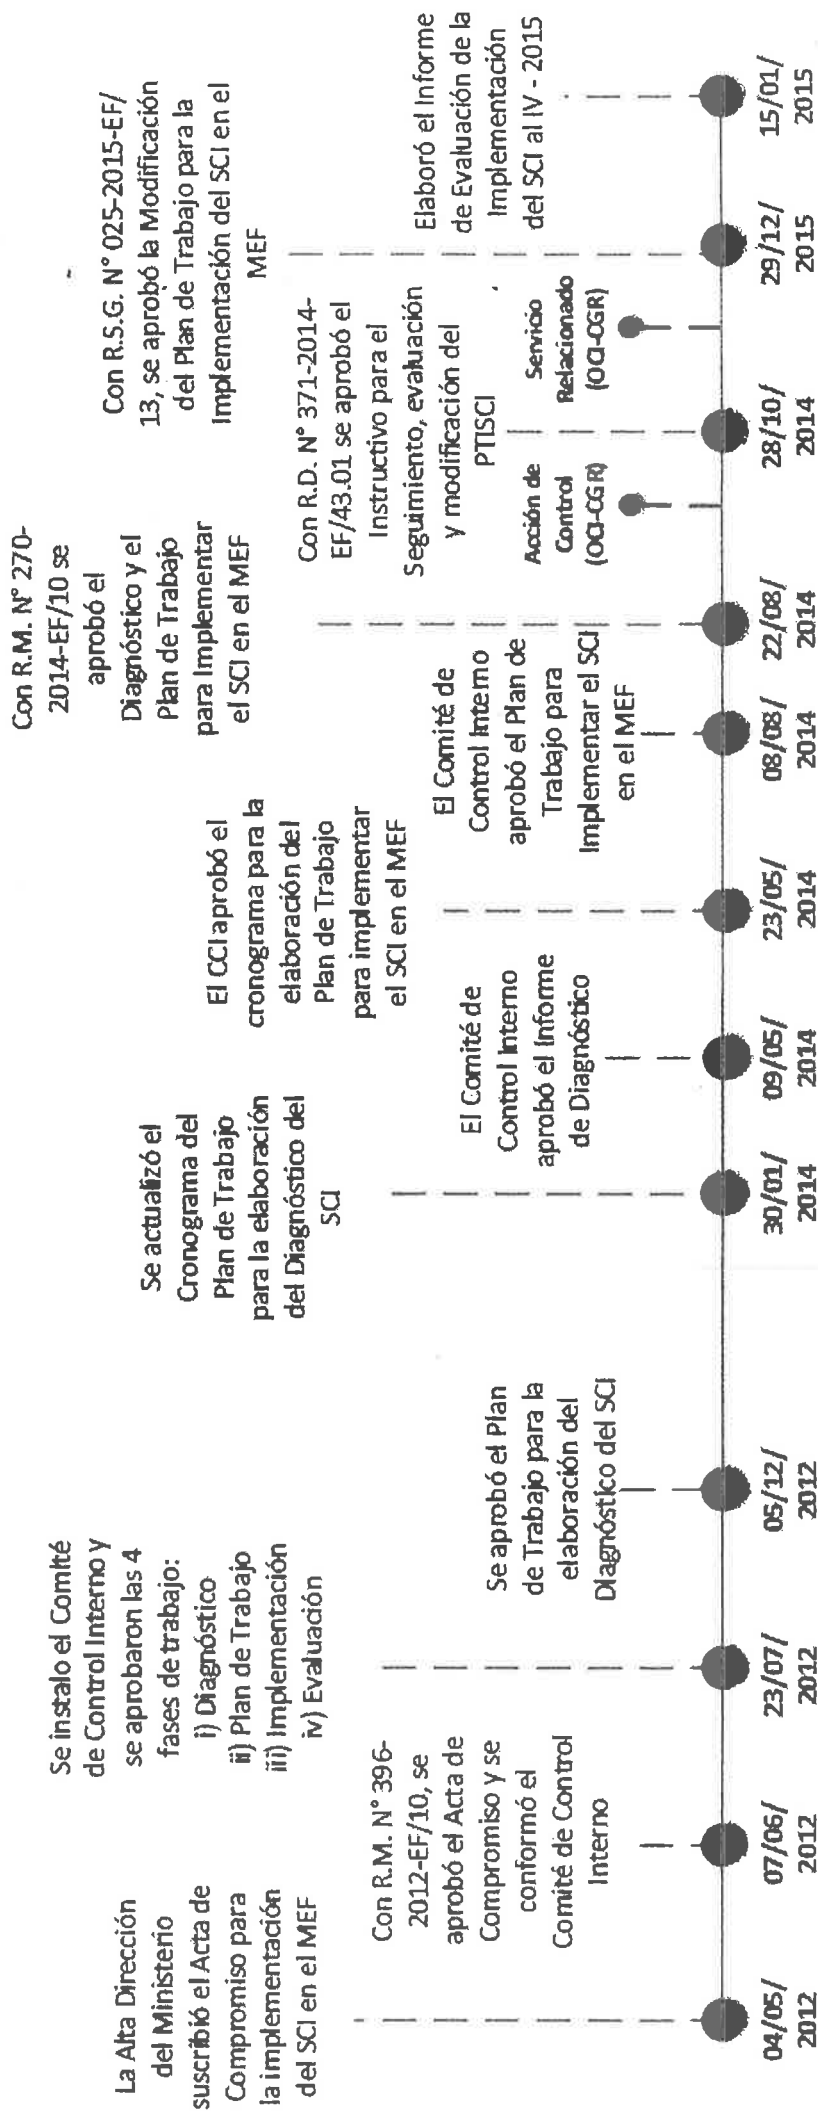 La Alta Dirección
del Ministerio
suscribió el Acta de
Compromiso para
la implementación
del SCI en el MEF
04/05/
2012
Con R.M. N° 396-
2012-EF/10, se
aprobó el Acta de
Compromiso y se
conformó el
Comité de Control
Interno
07/06/
2012
Se instalo el Comité
de Control Interno y
se aprobaron las 4
fases de trabajo:
i) Diagnóstico
ii) Plan de Trabajo
iii) Implementación
iv) Evaluación
23/07/
2012
Se aprobó el Plan
de Trabajo para la
elaboración del
Diagnóstico del SCI
05/12/
2012
Se actualizó el
Cronograma del
Plan de Trabajo
para la elaboración
del Diagnóstico del
SCI
30/01/
2014
El Comité de
Control Interno
aprobó el Informe
de Diagnóstico
09/05/
2014
El CCI aprobó el
cronograma para la
elaboración del
Plan de Trabajo
para implementar
el SCI en el MEF
23/05/
2014
El Comité de
Control Interno
aprobó el Plan de
Trabajo para
Implementar el SCI
en el MEF
08/08/
2014
Con R.M. N° 270-
2014-EF/10 se
aprobó el
Diagnóstico y el
Plan de Trabajo
para Implementar
el SCI en el MEF
22/08/
2014
Acción de
Control
(OCI-CGR)
Con R.D. N° 371-2014-
EF/43.01 se aprobó el
Instructivo para el
Seguimiento, evaluación
y modificación del
PTISCI
28/10/
2014
Servicio
Relacionado
(OCI-CGR)
Con R.S.G. N° 025-2015-EF/
13, se aprobó la Modificación
del Plan de Trabajo para la
Implementación del SCI en el
MEF
29/12/
2015
Elaboró el Informe
de Evaluación de la
Implementación
del SCI al IV - 2015
15/01/
2015